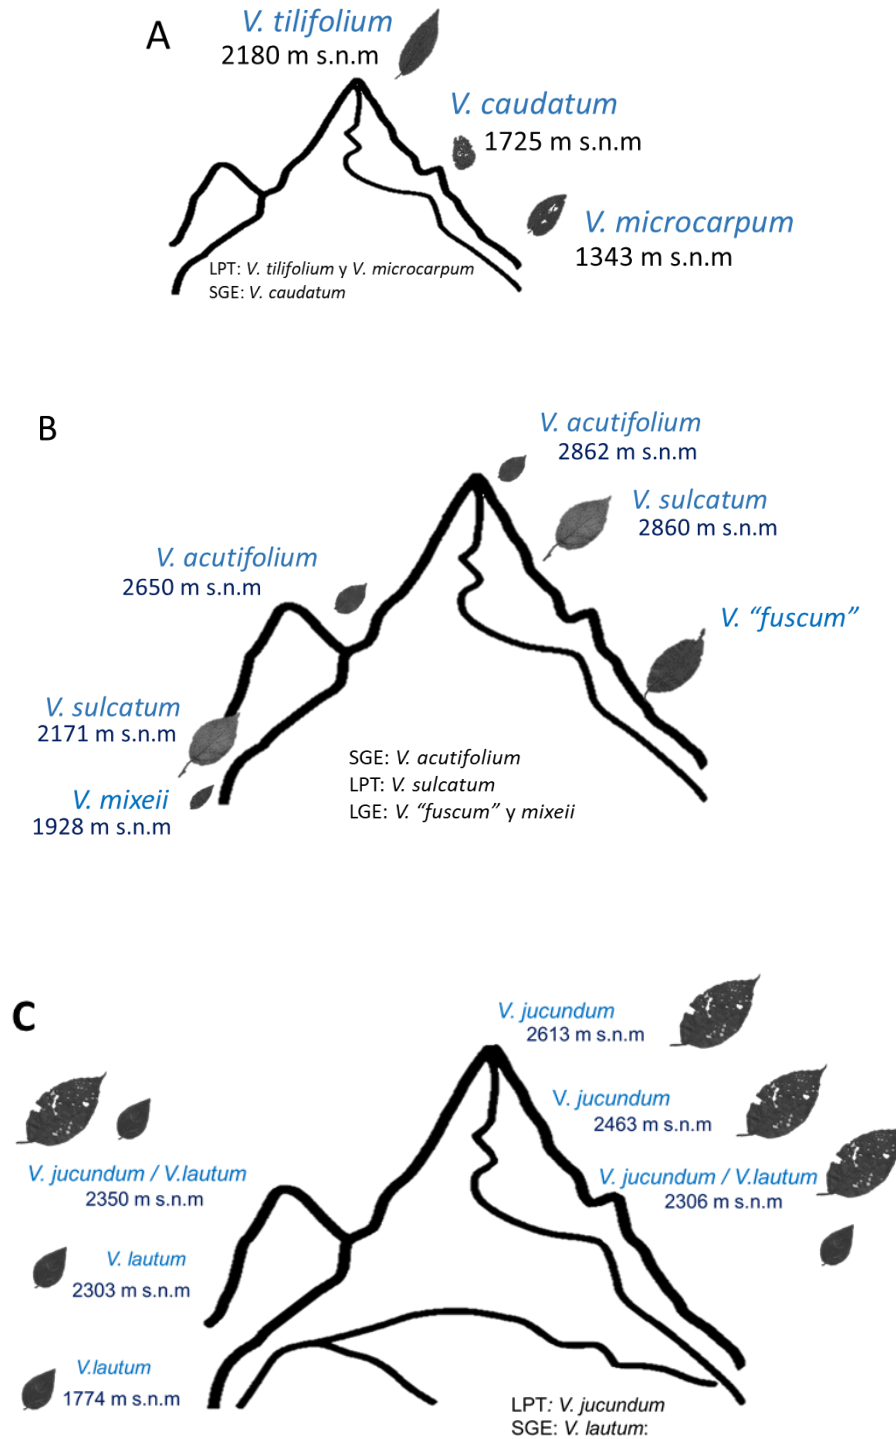 A
V. tilifolium
2180 m s.n.m
V. caudatum
1725 m s.n.m
V. microcarpum
1343 m s.n.m
LPT: V. tilifolium y V. microcarpum
SGE: V. caudatum
B
V. acutifolium
2862 m s.n.m
V. sulcatum
2860 m s.n.m
V. acutifolium
2650 m s.n.m
V. “fuscum”
V. sulcatum
2171 m s.n.m
V. mixeii
1928 m s.n.m
SGE: V. acutifolium
LPT: V. sulcatum
LGE: V. “fuscum” y mixeii
C
V. jucundum
2613 m s.n.m
V. jucundum
2463 m s.n.m
V. jucundum / V.lautum
2350 m s.n.m
V. jucundum / V.lautum
2306 m s.n.m
V. lautum
2303 m s.n.m
V.lautum
1774 m s.n.m
LPT: V. jucundum
SGE: V. lautum: